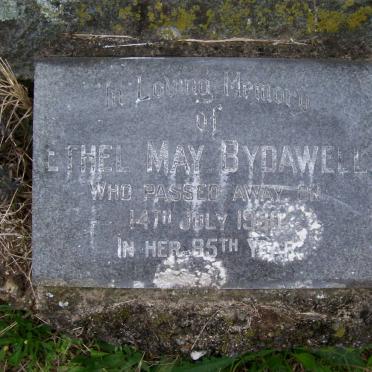 In Loving Memory
of
ETHEL MAY BYDAWELL
WHO PASSED AWAY ON
14TH JULY
IN HER 85TH YEAR